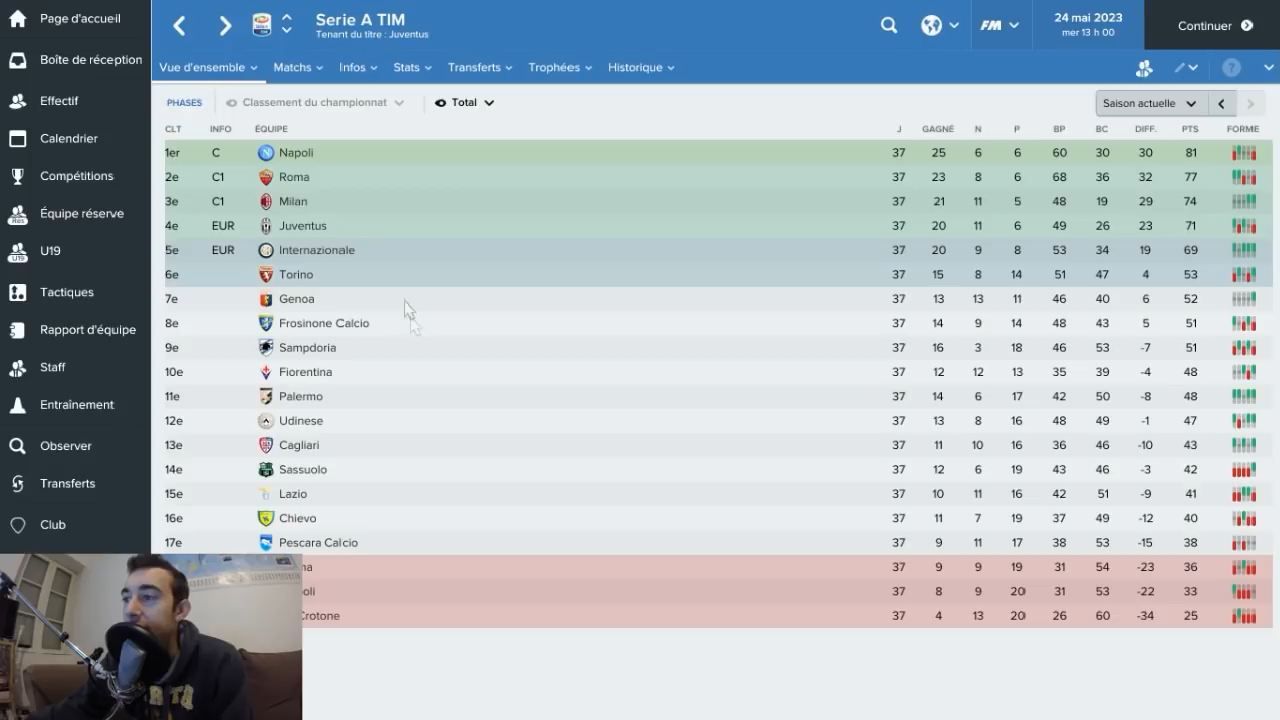 Page d'accueil
Boîte de réception
Effectif
Calendrier
Compétitions
Équipe réserve
U19
Tactiques
Rapport d'équipe
Staff
Entraînement
Observer
Transferts
Club
Serie A TIM
Tenant du titre : Juventus
FM
24 mai 2023
mer 13 h 00
Continuer
Vue d'ensemble Matchs Infos Stats Transferts Trophées Historique
PHASES Classement du championnat Total Saison actuelle
CLT INFO ÉQUIPE J GAGNÉ N P BP BC DIFF. PTS FORME
1er C Napoli 37 25 6 6 60 30 30 81
2e C1 Roma 37 23 8 6 68 36 32 77
3e C1 Milan 37 21 11 5 48 19 29 74
4e EUR Juventus 37 20 11 6 49 26 23 71
5e EUR Internazionale 37 20 9 8 53 34 19 69
6e Torino 37 15 8 14 51 47 4 53
7e Genoa 37 13 13 11 46 40 6 52
8e Frosinone Calcio 37 14 9 14 48 43 5 51
9e Sampdoria 37 16 3 18 46 53 -7 51
10e Fiorentina 37 12 12 13 35 39 -4 48
11e Palermo 37 14 6 17 42 50 -8 48
12e Udinese 37 13 8 16 48 49 -1 47
13e Cagliari 37 11 10 16 36 46 -10 43
14e Sassuolo 37 12 6 19 43 46 -3 42
15e Lazio 37 10 11 16 42 51 -9 41
16e Chievo 37 11 7 19 37 49 -12 40
17e Pescara Calcio 37 9 11 17 38 53 -15 38
37 9 9 19 31 54 -23 36
37 8 9 20 31 53 -22 33
Crotone 37 4 13 20 26 60 -34 25